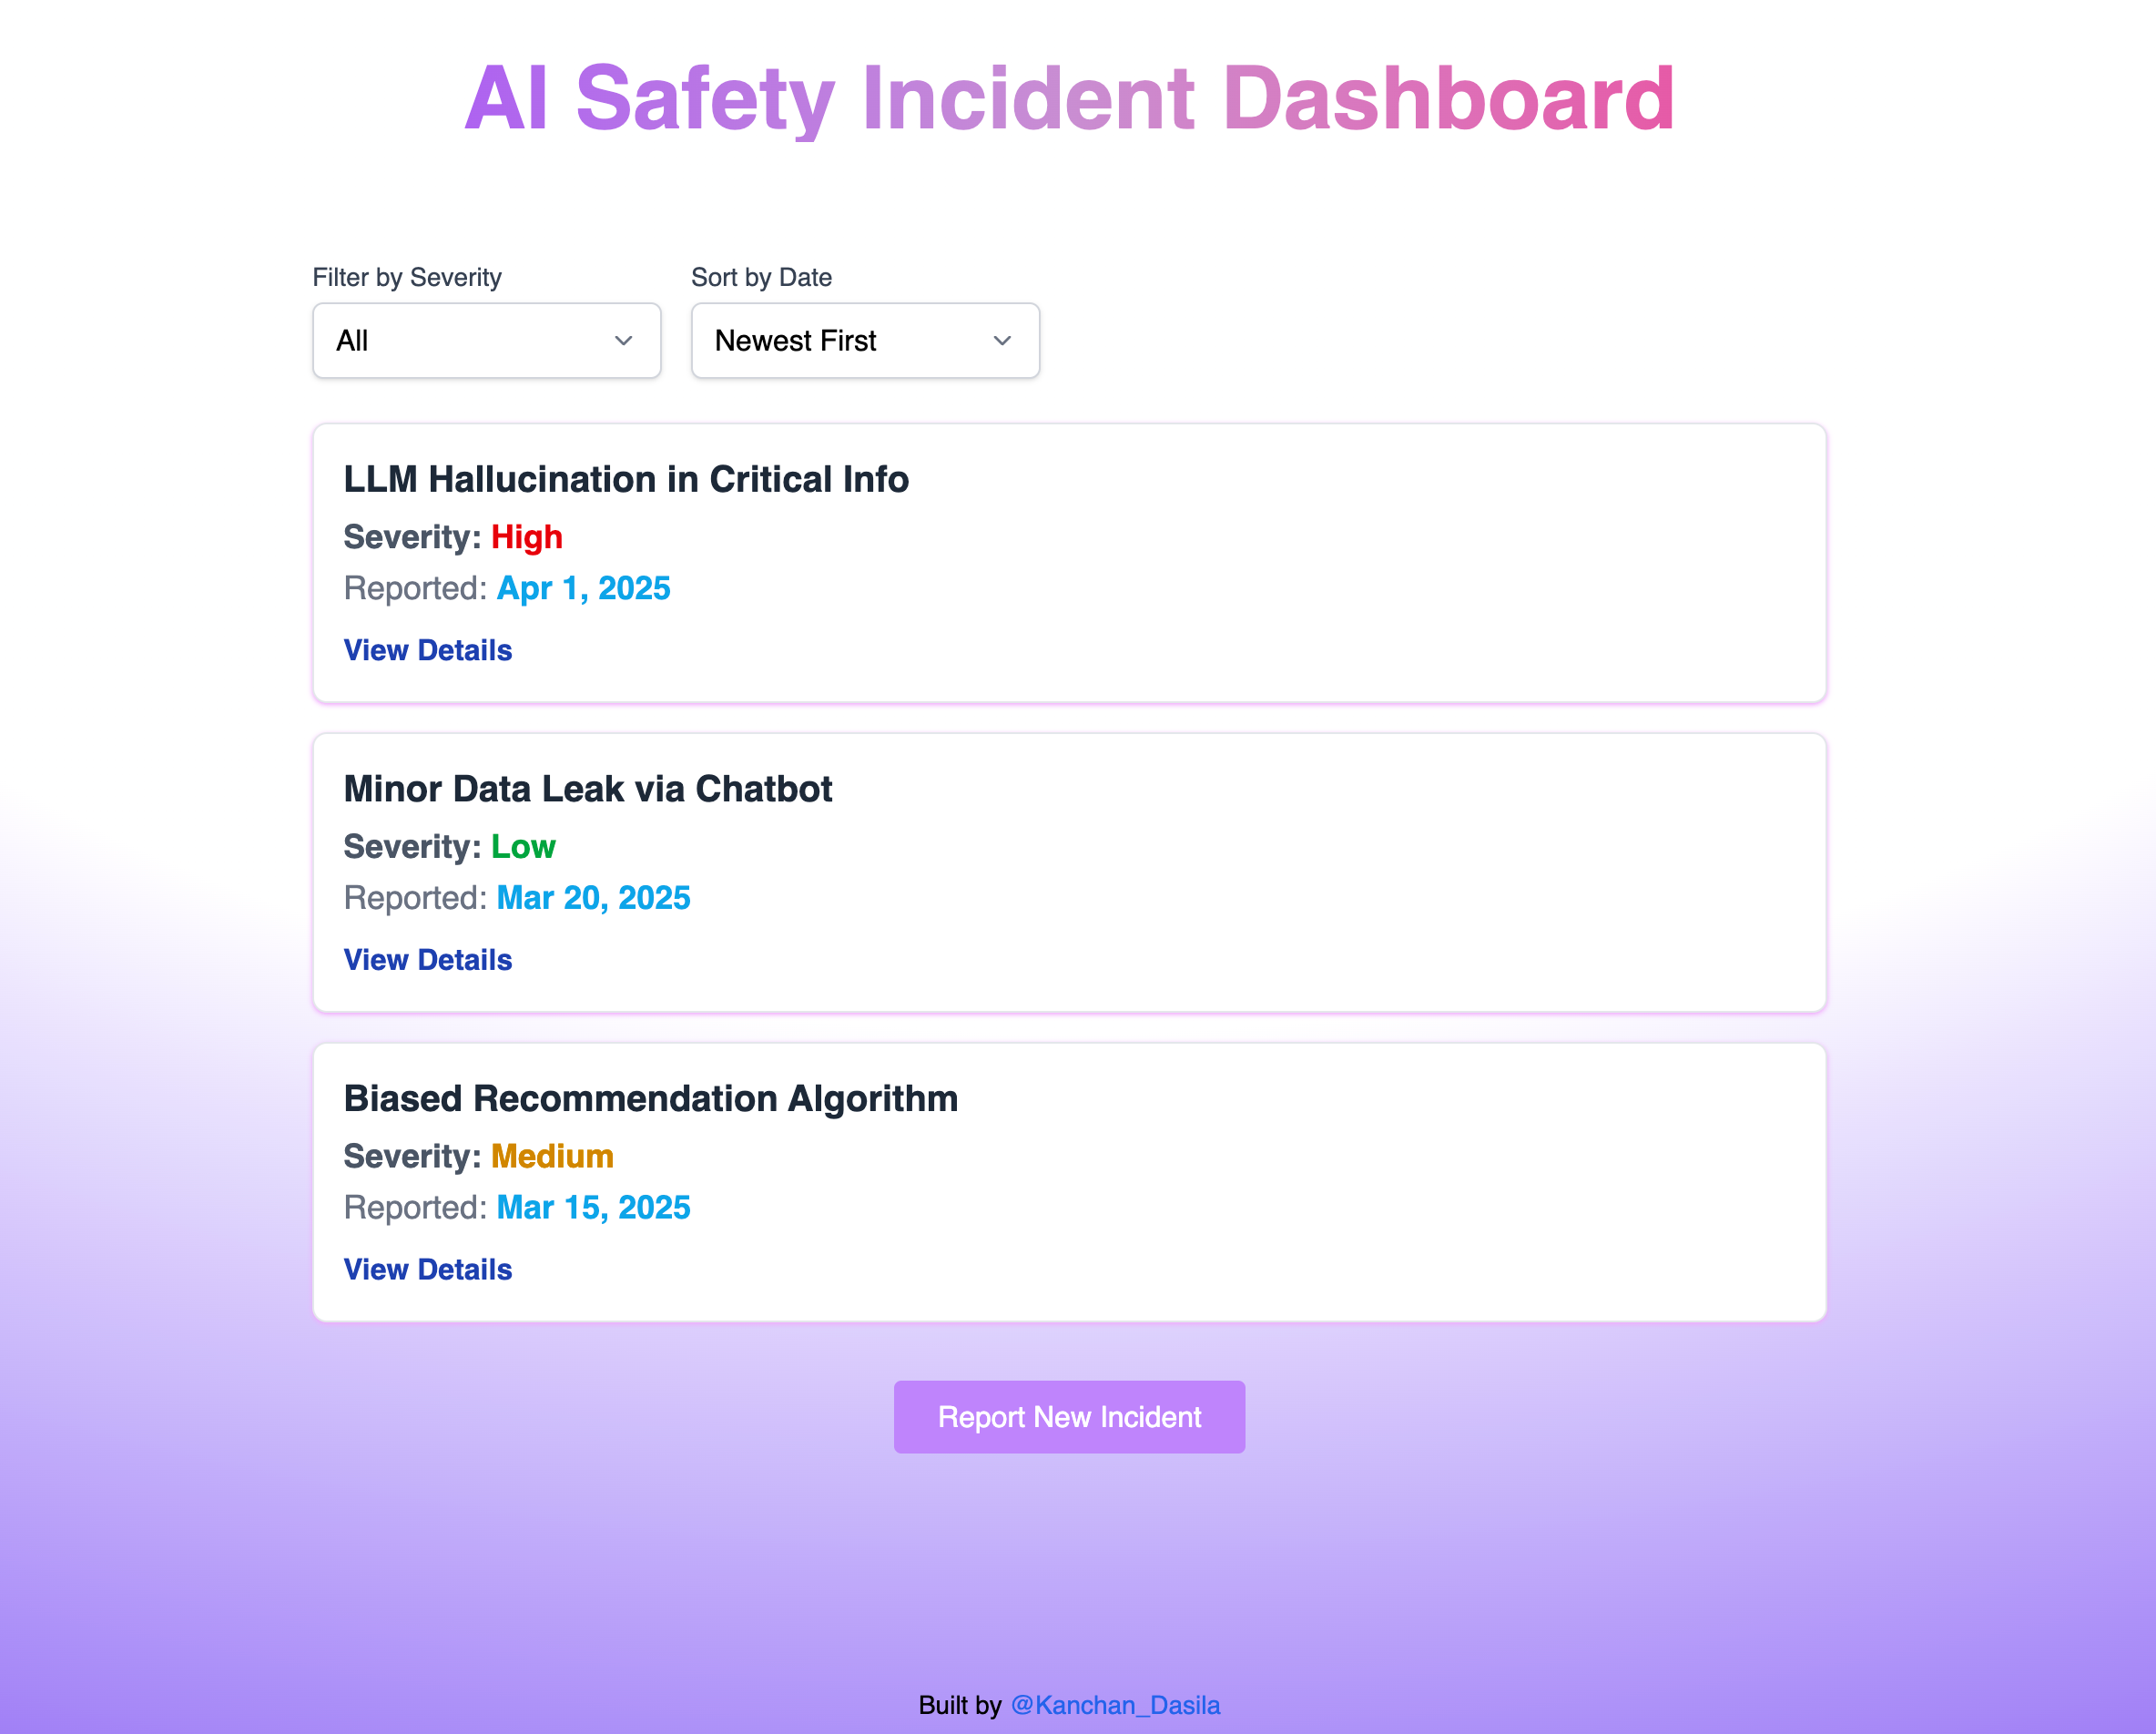 AI Safety Incident Dashboard
Filter by Severity
Sort by Date
All
Newest First
LLM Hallucination in Critical Info
Severity: High
Reported: Apr 1, 2025
View Details
Minor Data Leak via Chatbot
Severity: Low
Reported: Mar 20, 2025
View Details
Biased Recommendation Algorithm
Severity: Medium
Reported: Mar 15, 2025
View Details
Report New Incident
Built by @Kanchan_Dasila